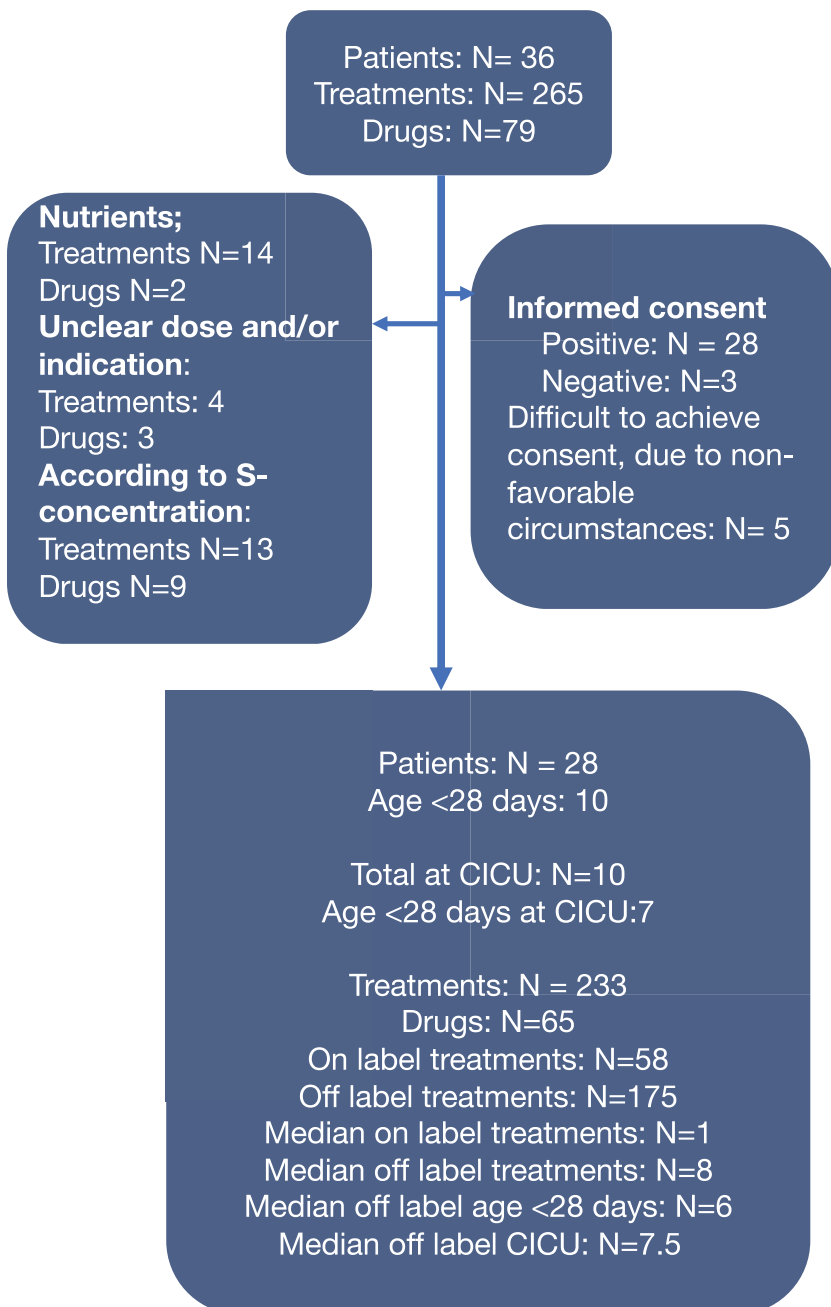 Patients: N= 36
Treatments: N= 265
Drugs: N=79
Nutrients;
Treatments N=14
Drugs N=2
Unclear dose and/or
indication:
Treatments: 4
Drugs: 3
According to S-
concentration:
Treatments N=13
Drugs N=9
Informed consent
Positive: N = 28
Negative: N=3
Difficult to achieve
consent, due to non-
favorable
circumstances: N= 5
Patients: N = 28
Age <28 days: 10
Total at CICU: N=10
Age <28 days at CICU:7
Treatments: N = 233
Drugs: N=65
On label treatments: N=58
Off label treatments: N=175
Median on label treatments: N=1
Median off label treatments: N=8
Median off label age <28 days: N=6
Median off label CICU: N=7.5